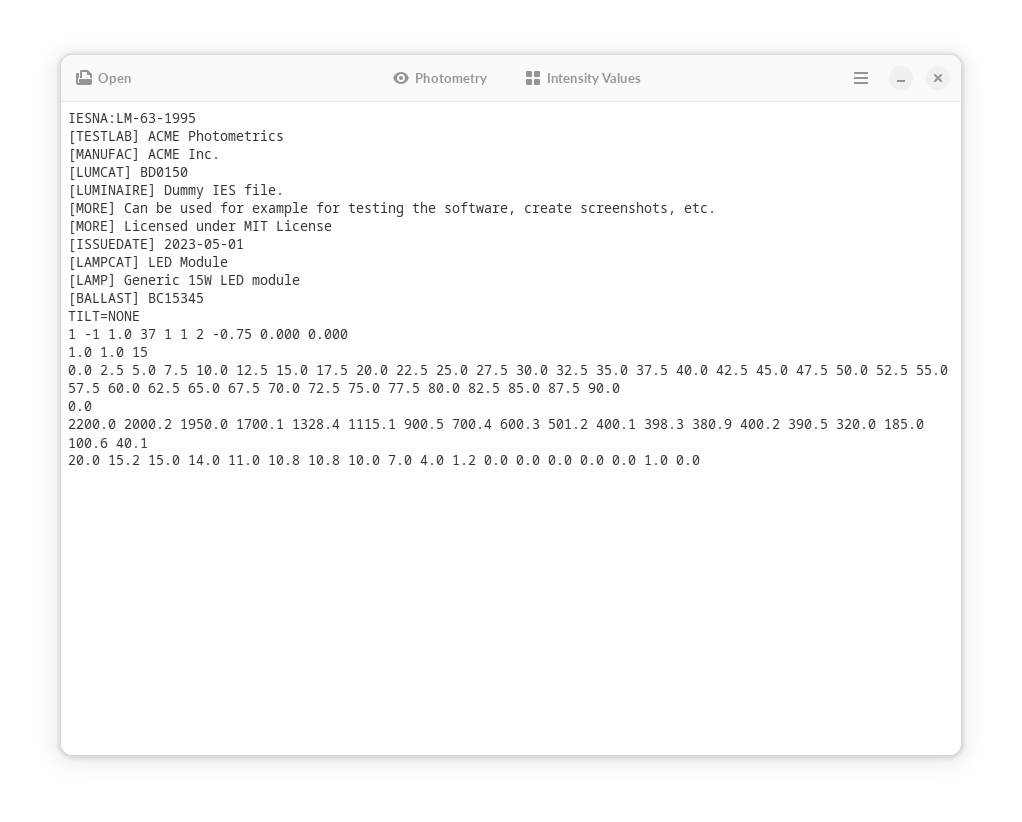 Open
Photometry
Intensity Values
IESNA:LM-63-1995
[TESTLAB] ACME Photometrics
[MANUFAC] ACME Inc.
[LUMCAT] BD0150
[LUMINAIRE] Dummy IES file.
[MORE] Can be used for example for testing the software, create screenshots, etc.
[MORE] Licensed under MIT License
[ISSUEDATE] 2023-05-01
[LAMPCAT] LED Module
[LAMP] Generic 15W LED module
[BALLAST] BC15345
TILT=NONE
1 -1 1.0 37 1 1 2 -0.75 0.000 0.000
1.0 1.0 15
0.0 2.5 5.0 7.5 10.0 12.5 15.0 17.5 20.0 22.5 25.0 27.5 30.0 32.5 35.0 37.5 40.0 42.5 45.0 47.5 50.0 52.5 55.0
57.5 60.0 62.5 65.0 67.5 70.0 72.5 75.0 77.5 80.0 82.5 85.0 87.5 90.0
0.0
2200.0 2000.2 1950.0 1700.1 1328.4 1115.1 900.5 700.4 600.3 501.2 400.1 398.3 380.9 400.2 390.5 320.0 185.0
100.6 40.1
20.0 15.2 15.0 14.0 11.0 10.8 10.8 10.0 7.0 4.0 1.2 0.0 0.0 0.0 0.0 0.0 1.0 0.0